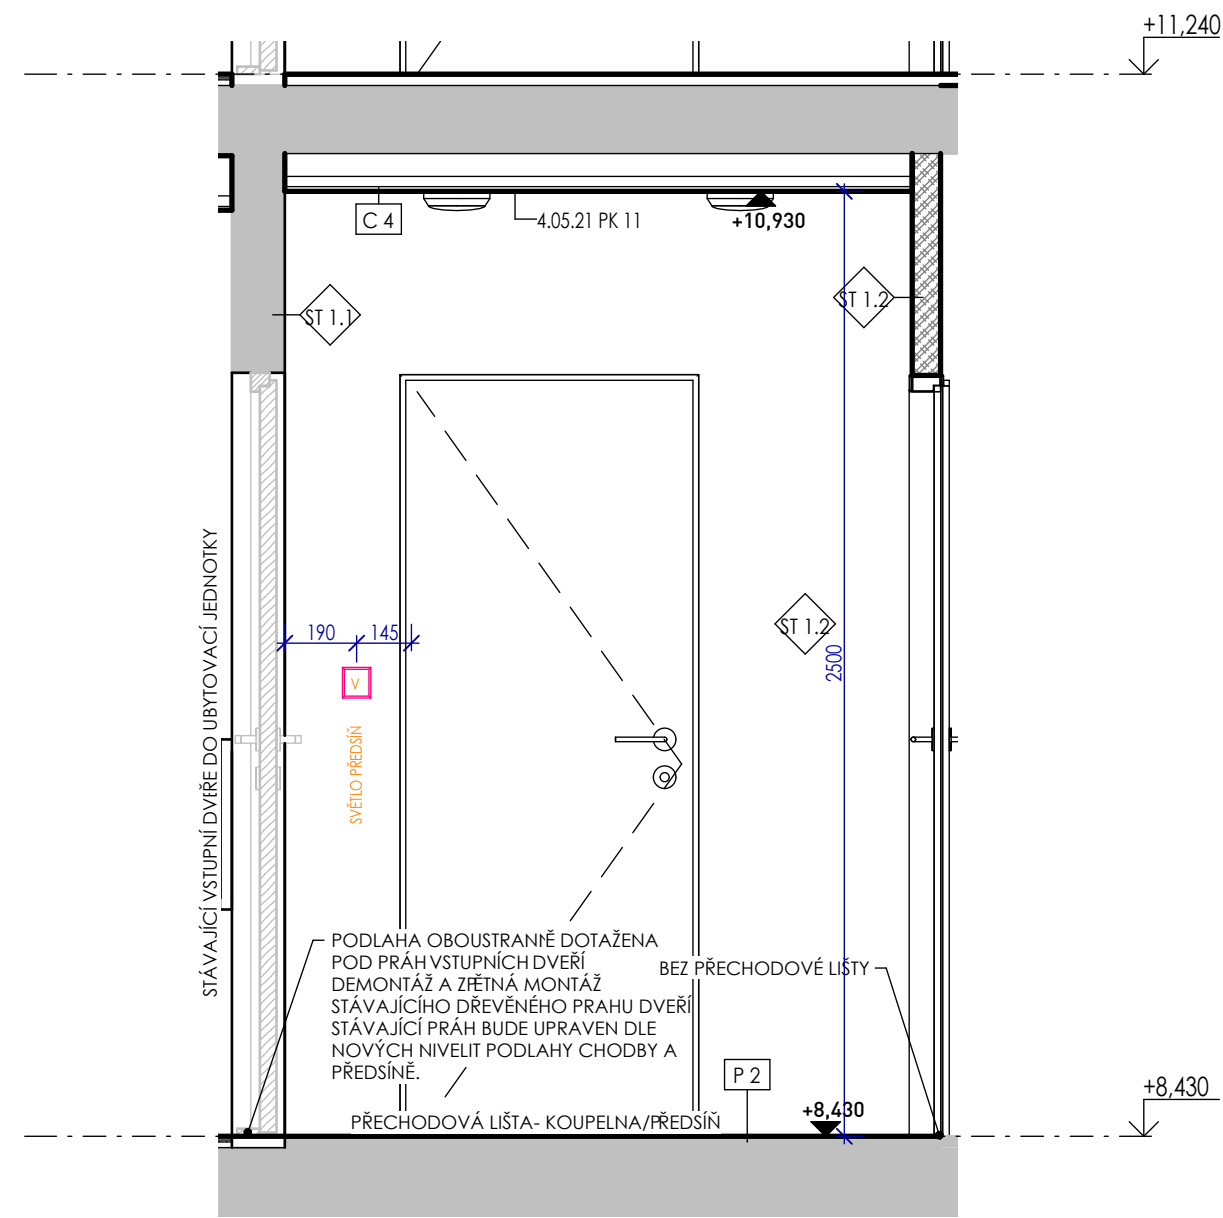 +11,240
C 4
4.05.21 PK 11
+10,930
ST 1.1
ST 1.2
190
145
ST 1.2
2500
V
SVĚTLO PŘEDSÍŇ
STÁVAJÍCÍ VSTUPNÍ DVEŘE DO UBYTOVACÍ JEDNOTKY
PODLAHA OBOUSTRANNĚ DOTAŽENA
POD PRÁH VSTUPNÍCH DVEŘÍ
DEMONTÁŽ A ZPĚTNÁ MONTÁŽ
STÁVAJÍCÍHO DŘEVĚNÉHO PRAHU DVEŘÍ
STÁVAJÍCÍ PRÁH BUDE UPRAVEN DLE
NOVÝCH NIVELIT PODLAHY CHODBY A
PŘEDSÍNĚ.
BEZ PŘECHODOVÉ LIŠTY
P 2
+8,430
+8,430
PŘECHODOVÁ LIŠTA- KOUPELNA/PŘEDSÍŇ